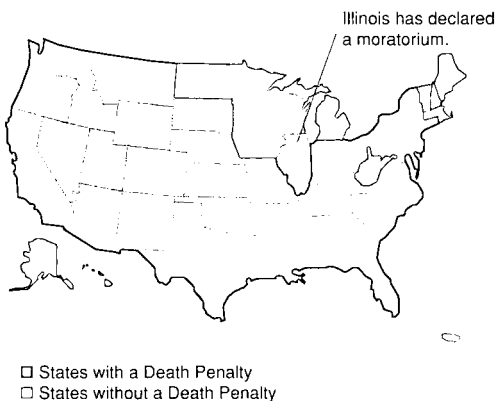 Illinois has declared
a moratorium.
States with a Death Penalty
States without a Death Penalty